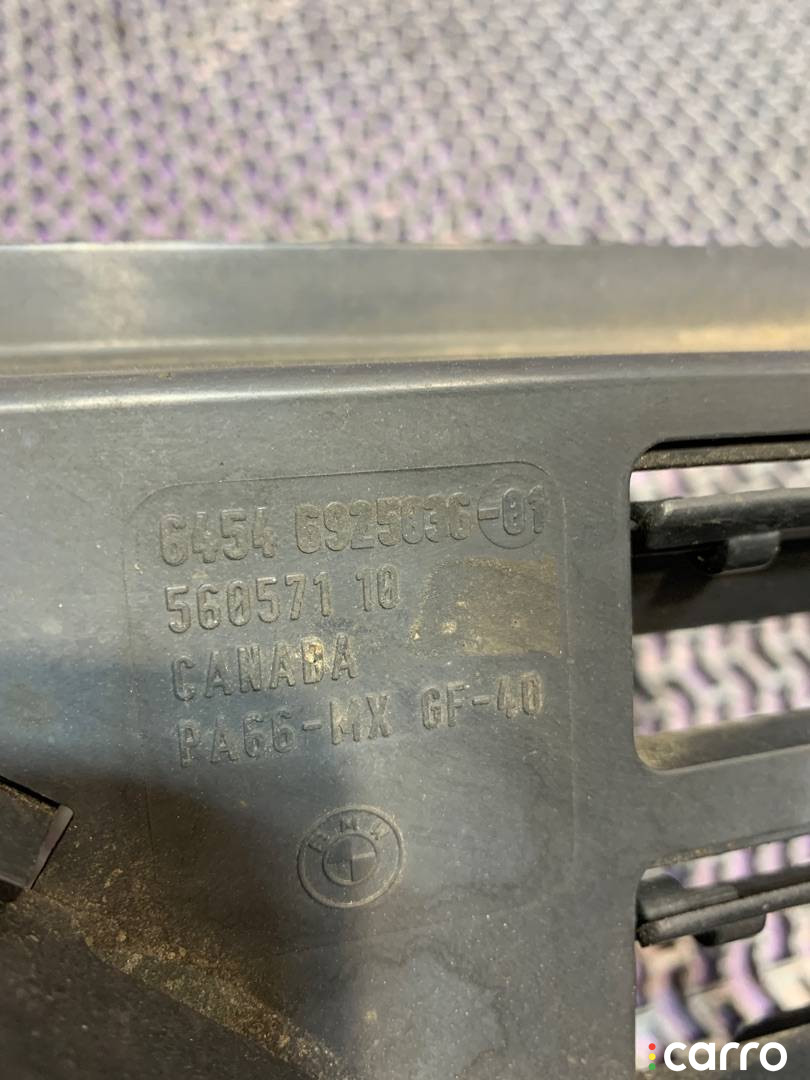 6454 6925036-01
560571 10
CANADA
PA66-MX GF-40
BMW
carro